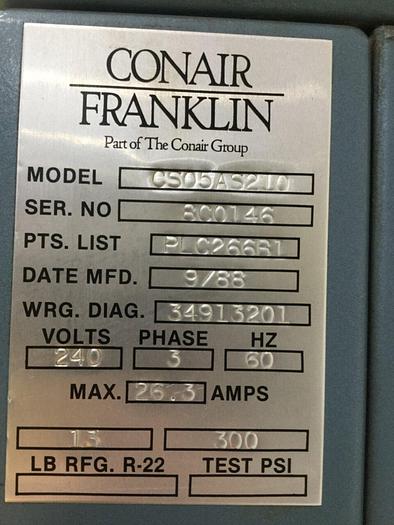 CONAIR
FRANKLIN
Part of The Conair Group
MODEL CS05AS210
SER. NO 8C0146
PTS. LIST PLC266R1
DATE MFD. 9/88
WRG. DIAG. 34913201
VOLTS PHASE HZ
240 3 60
MAX. 26.3 AMPS
13 300
LB RFG. R-22 TEST PSI